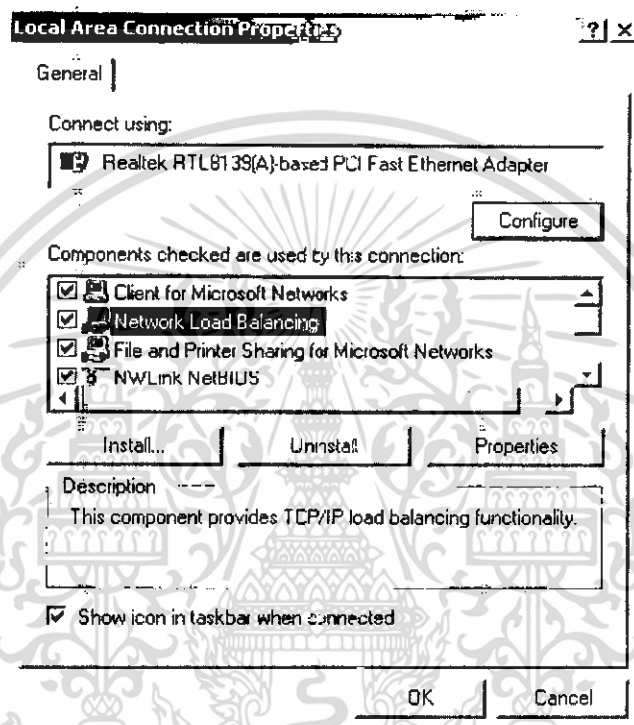 Local Area Connection Properties
General
Connect using:
Realtek RTL8139(A)-based PCI Fast Ethernet Adapter
Configure
Components checked are used by this connection:
Client for Microsoft Networks
Network Load Balancing
File and Printer Sharing for Microsoft Networks
NWLink NetBIOS
Install... Uninstall Properties
Description
This component provides TCP/IP load balancing functionality.
Show icon in taskbar when connected
OK Cancel